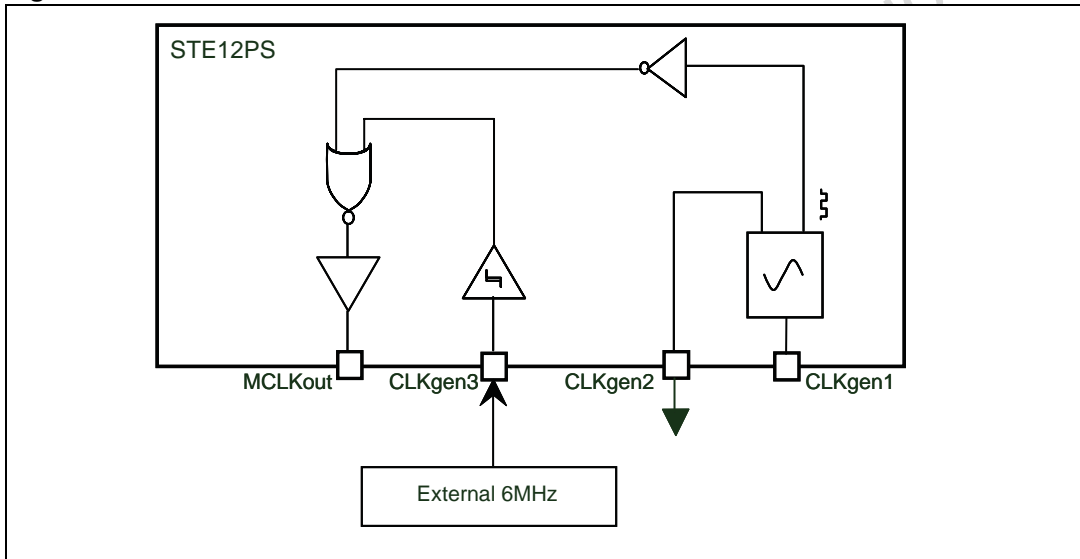 STE12PS
MCLKout
CLKgen3
CLKgen2
CLKgen1
External 6MHz